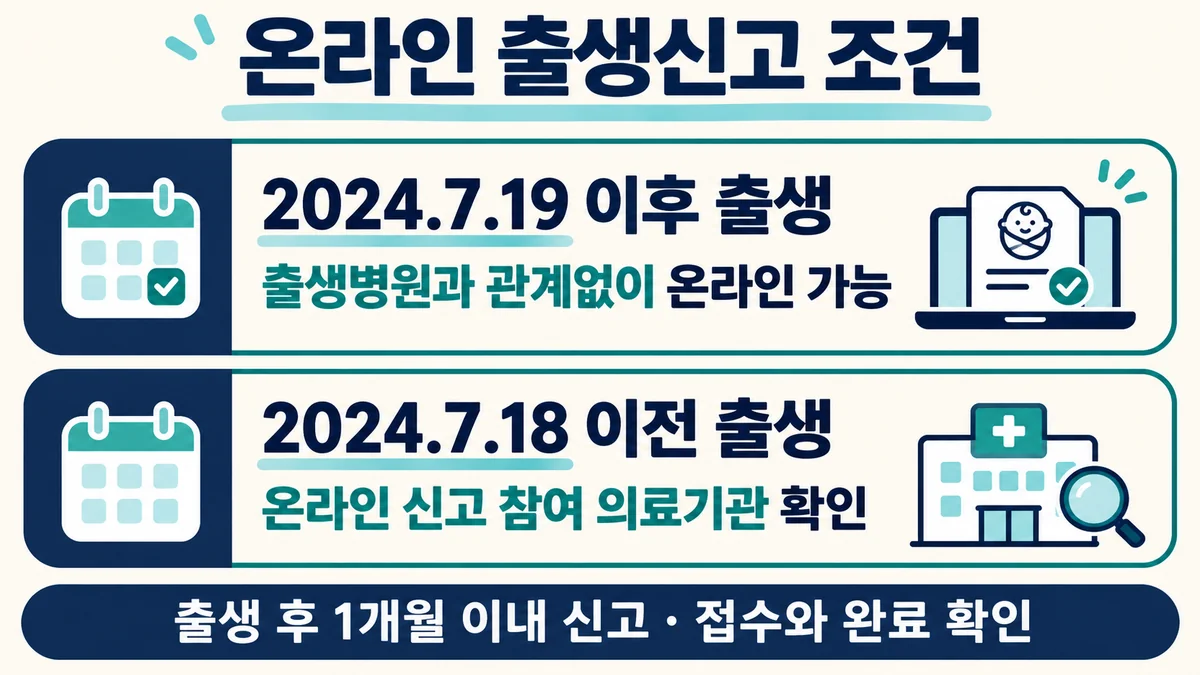 온라인 출생신고 조건
2024.7.19 이후 출생
출생병원과 관계없이 온라인 가능
2024.7.18 이전 출생
온라인 신고 참여 의료기관 확인
출생 후 1개월 이내 신고 · 접수와 완료 확인